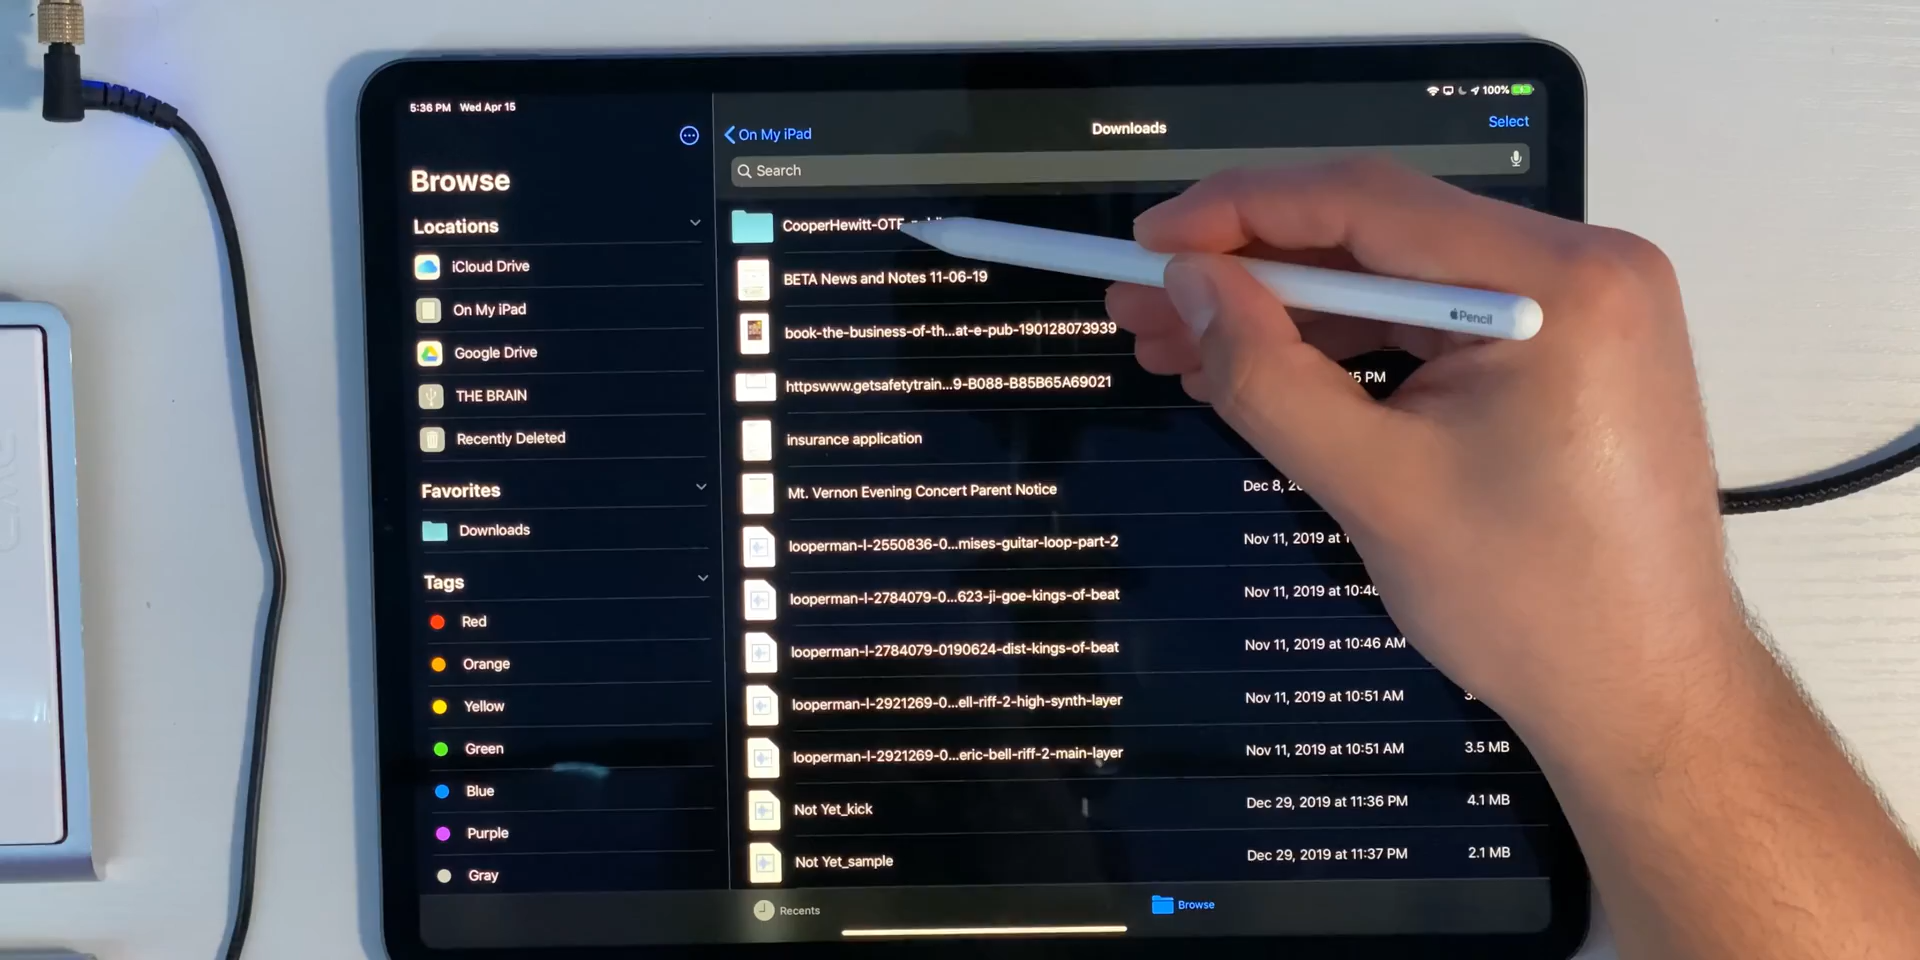 5:36 PM Wed Apr 15
100%
Browse
Locations
iCloud Drive
On My iPad
Google Drive
THE BRAIN
Recently Deleted
Favorites
Downloads
Tags
Red
Orange
Yellow
Green
Blue
Purple
Gray
On My iPad
Downloads
Select
Search
CooperHewitt-OTF
BETA News and Notes 11-06-19
book-the-business-of-th...at-e-pub-190128073939
httpswww.getsafetytrain...9-B088-B85B65A69021
5 PM
insurance application
Mt. Vernon Evening Concert Parent Notice
Dec 8,
looperman-l-2550836-0...mises-guitar-loop-part-2
Nov 11, 2019 at
looperman-l-2784079-0...623-ji-goe-kings-of-beat
Nov 11, 2019 at 10:46
looperman-l-2784079-0190624-dist-kings-of-beat
Nov 11, 2019 at 10:46 AM
looperman-l-2921269-0...ell-riff-2-high-synth-layer
Nov 11, 2019 at 10:51 AM
looperman-l-2921269-0...eric-bell-riff-2-main-layer
Nov 11, 2019 at 10:51 AM
3.5 MB
Not Yet_kick
Dec 29, 2019 at 11:36 PM
4.1 MB
Not Yet_sample
Dec 29, 2019 at 11:37 PM
2.1 MB
Recents
Browse
Pencil